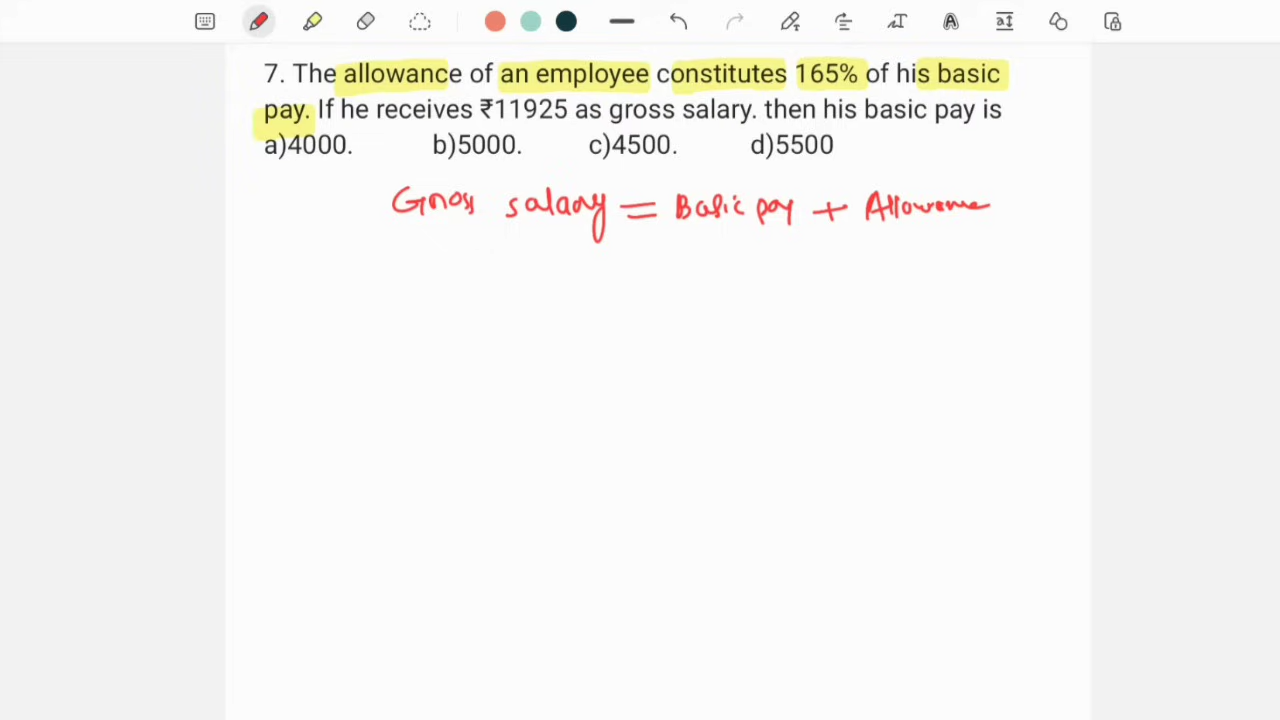 7. The allowance of an employee constitutes 165% of his basic
pay. If he receives ₹11925 as gross salary. then his basic pay is
a)4000. b)5000. c)4500. d)5500
Gross salary = Basic pay + Allowance